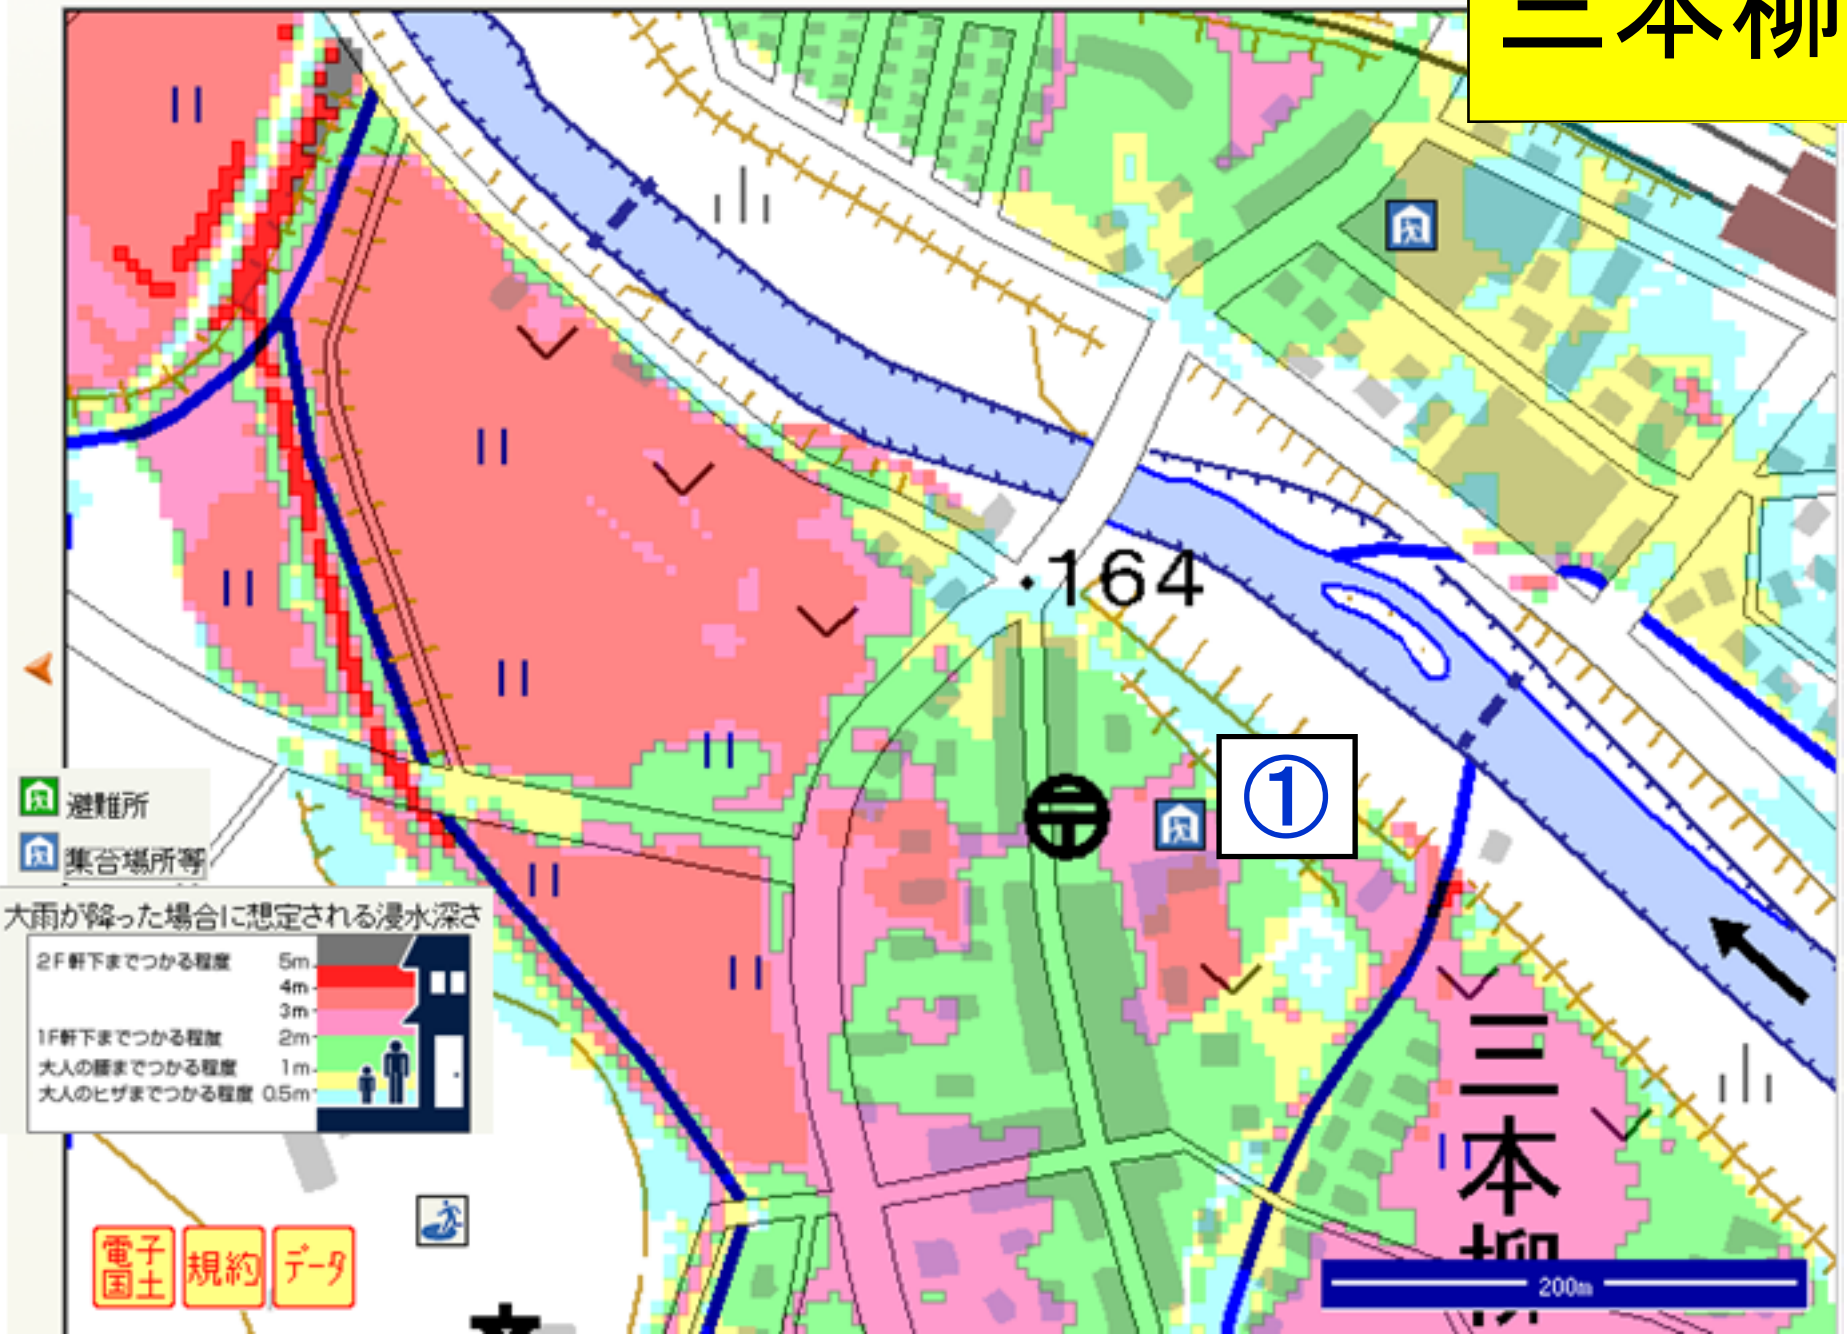 三本柳
164
①
避難所
集合場所等
大雨が降った場合に想定される浸水深さ
2F軒下までつかる程度 5m
4m
3m
1F軒下までつかる程度 2m
大人の腰までつかる程度 1m
大人のヒザまでつかる程度 0.5m
三本柳
電子国土
規約
データ
200m